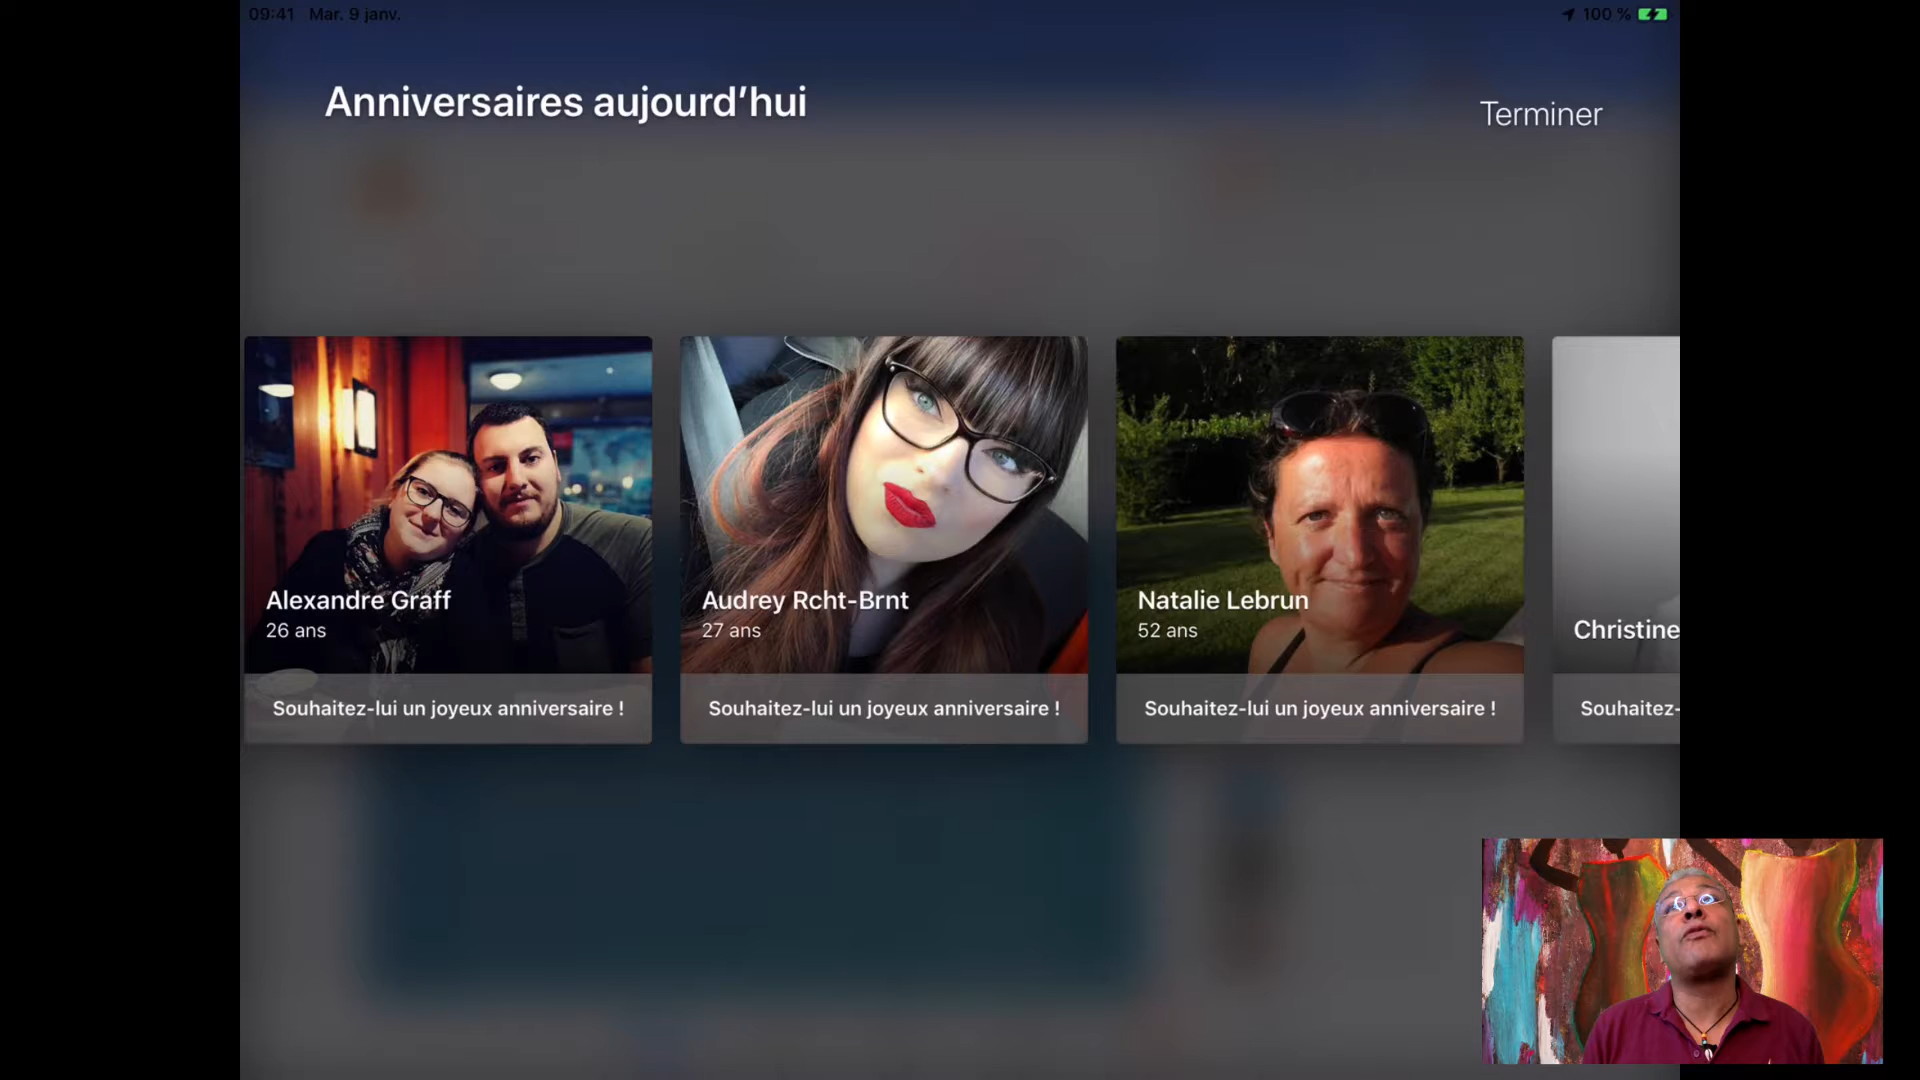 09:41 Mar. 9 janv.
100 %
Anniversaires aujourd’hui
Terminer
Alexandre Graff
26 ans
Souhaitez-lui un joyeux anniversaire !
Audrey Rcht-Brnt
27 ans
Souhaitez-lui un joyeux anniversaire !
Natalie Lebrun
52 ans
Souhaitez-lui un joyeux anniversaire !
Christine
Souhaitez-